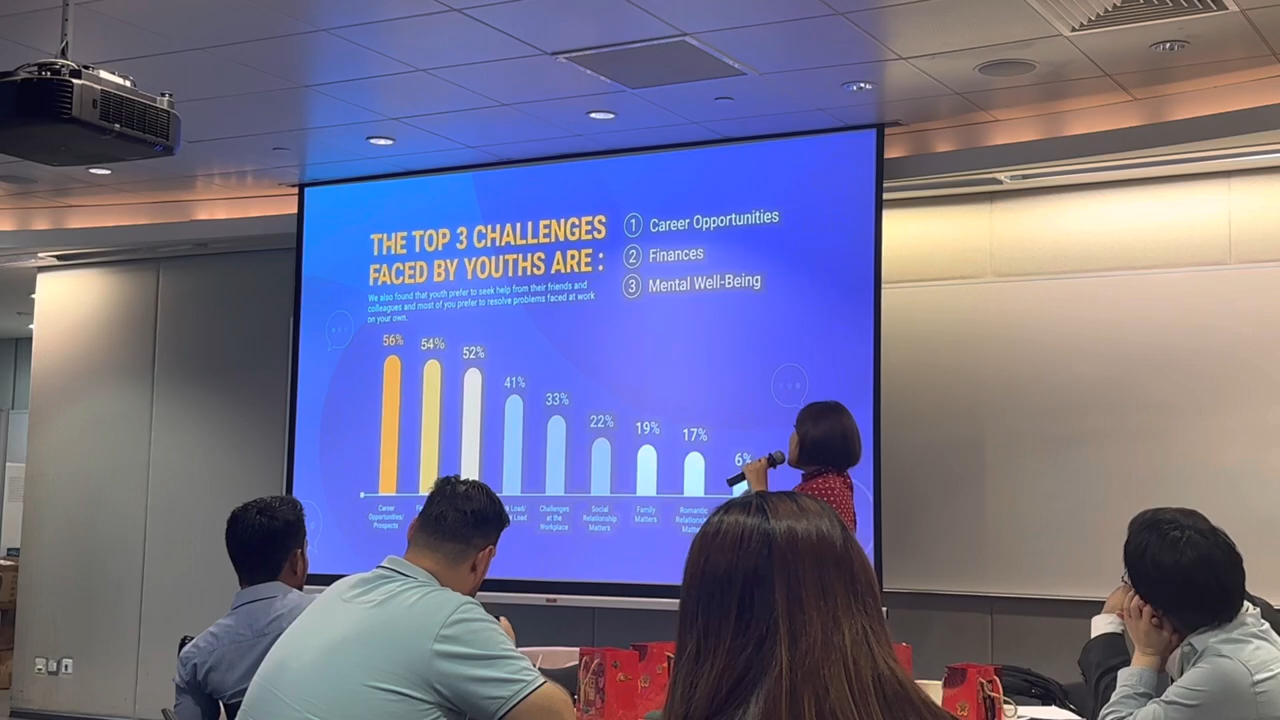 THE TOP 3 CHALLENGES
FACED BY YOUTHS ARE :
We also found that youth prefer to seek help from their friends and
colleagues and most of you prefer to resolve problems faced at work
on your own.
1 Career Opportunities
2 Finances
3 Mental Well-Being
56% 54% 52% 41% 33% 22% 19% 17% 6%
Career
Opportunities/
Prospects
Load/
Load
Challenges
at the
Workplace
Social
Relationship
Matters
Family
Matters
Romantic